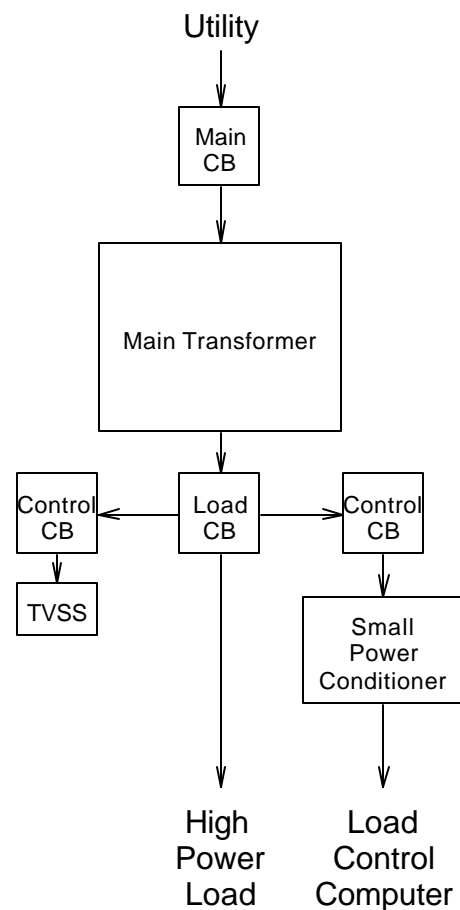 Utility
Main
CB
Main Transformer
Control
CB
Load
CB
Control
CB
TVSS
Small
Power
Conditioner
High
Power
Load
Load
Control
Computer